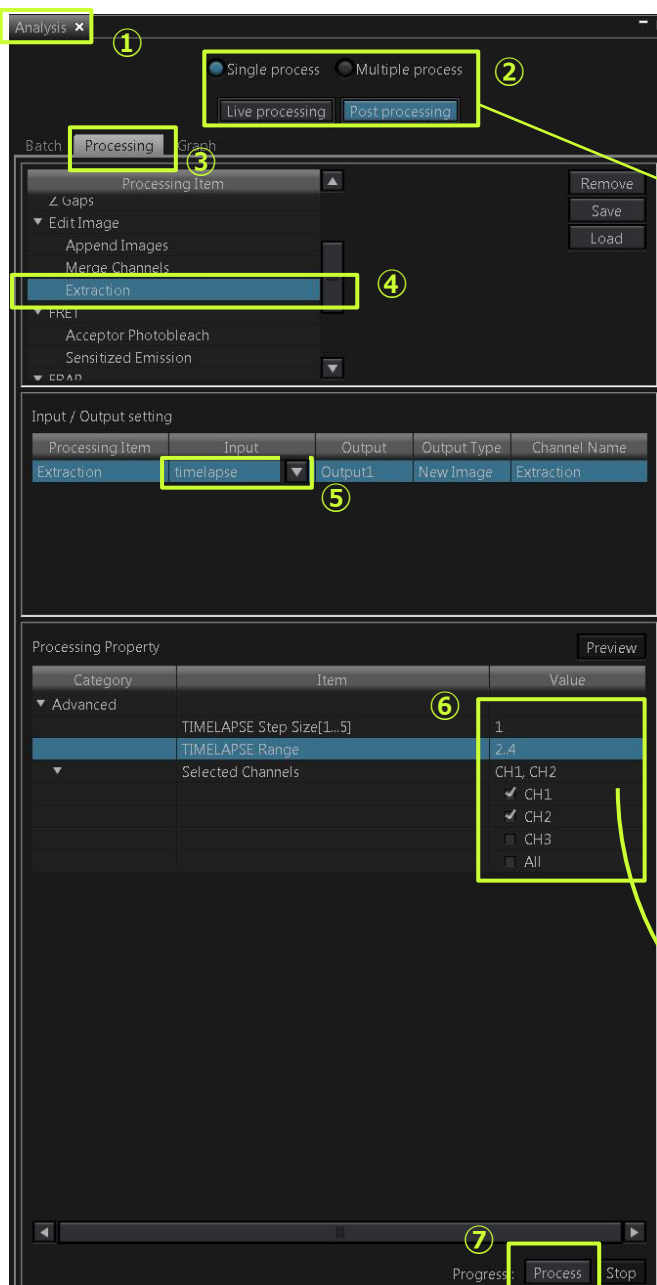 Analysis ×
①
Single process Multiple process ②
Live processing Post processing
Batch Processing Graph
③
Processing Item Remove
Z Gaps Save
Edit Image Load
Append Images
Merge Channels
Extraction ④
FRET
Acceptor Photobleach
Sensitized Emission
FRAP
Input / Output setting
Processing Item Input Output Output Type Channel Name
Extraction timelapse Output1 New Image Extraction
⑤
Processing Property Preview
Category Item Value
Advanced ⑥
TIMELAPSE Step Size[1...5] 1
TIMELAPSE Range 2..4
Selected Channels CH1, CH2
CH1
CH2
CH3
All
⑦
Progress: Process Stop